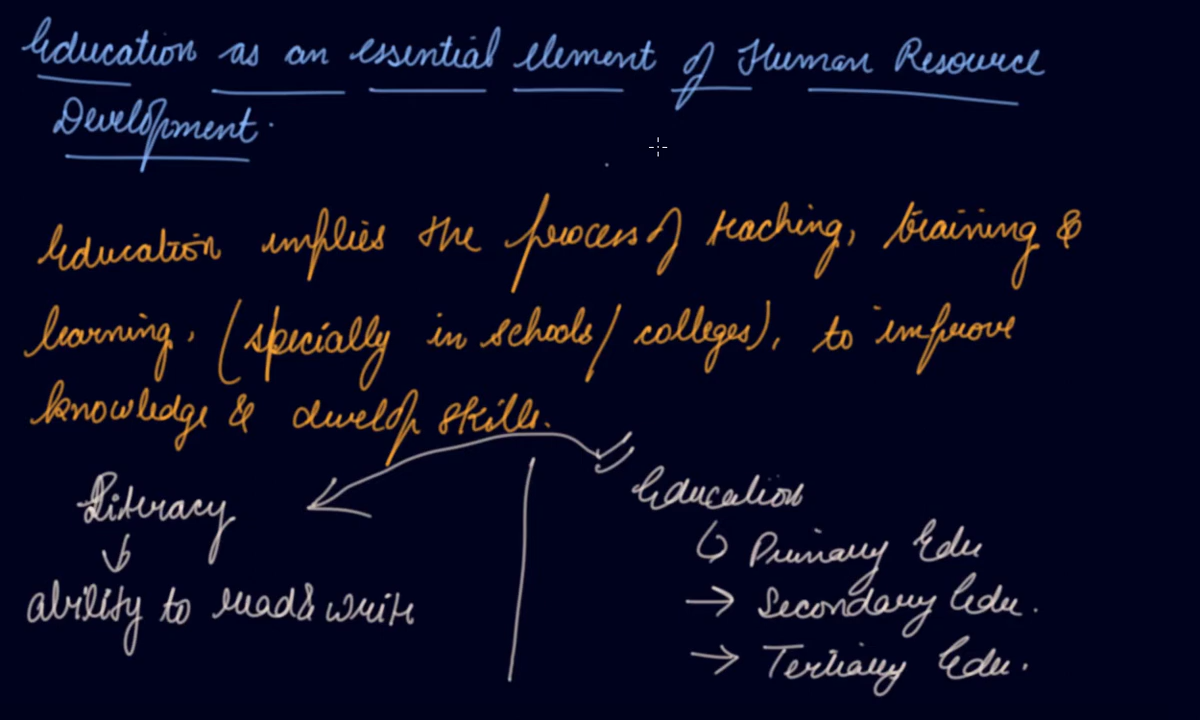 Education as an essential element of Human Resource
Development.
Education implies the process of teaching, training &
learning, (specially in schools/colleges), to improve
knowledge & develop skills.
Literacy
↓
ability to read & write
Education
↳ Primary Edu
→ Secondary Edu.
→ Tertiary Edu.